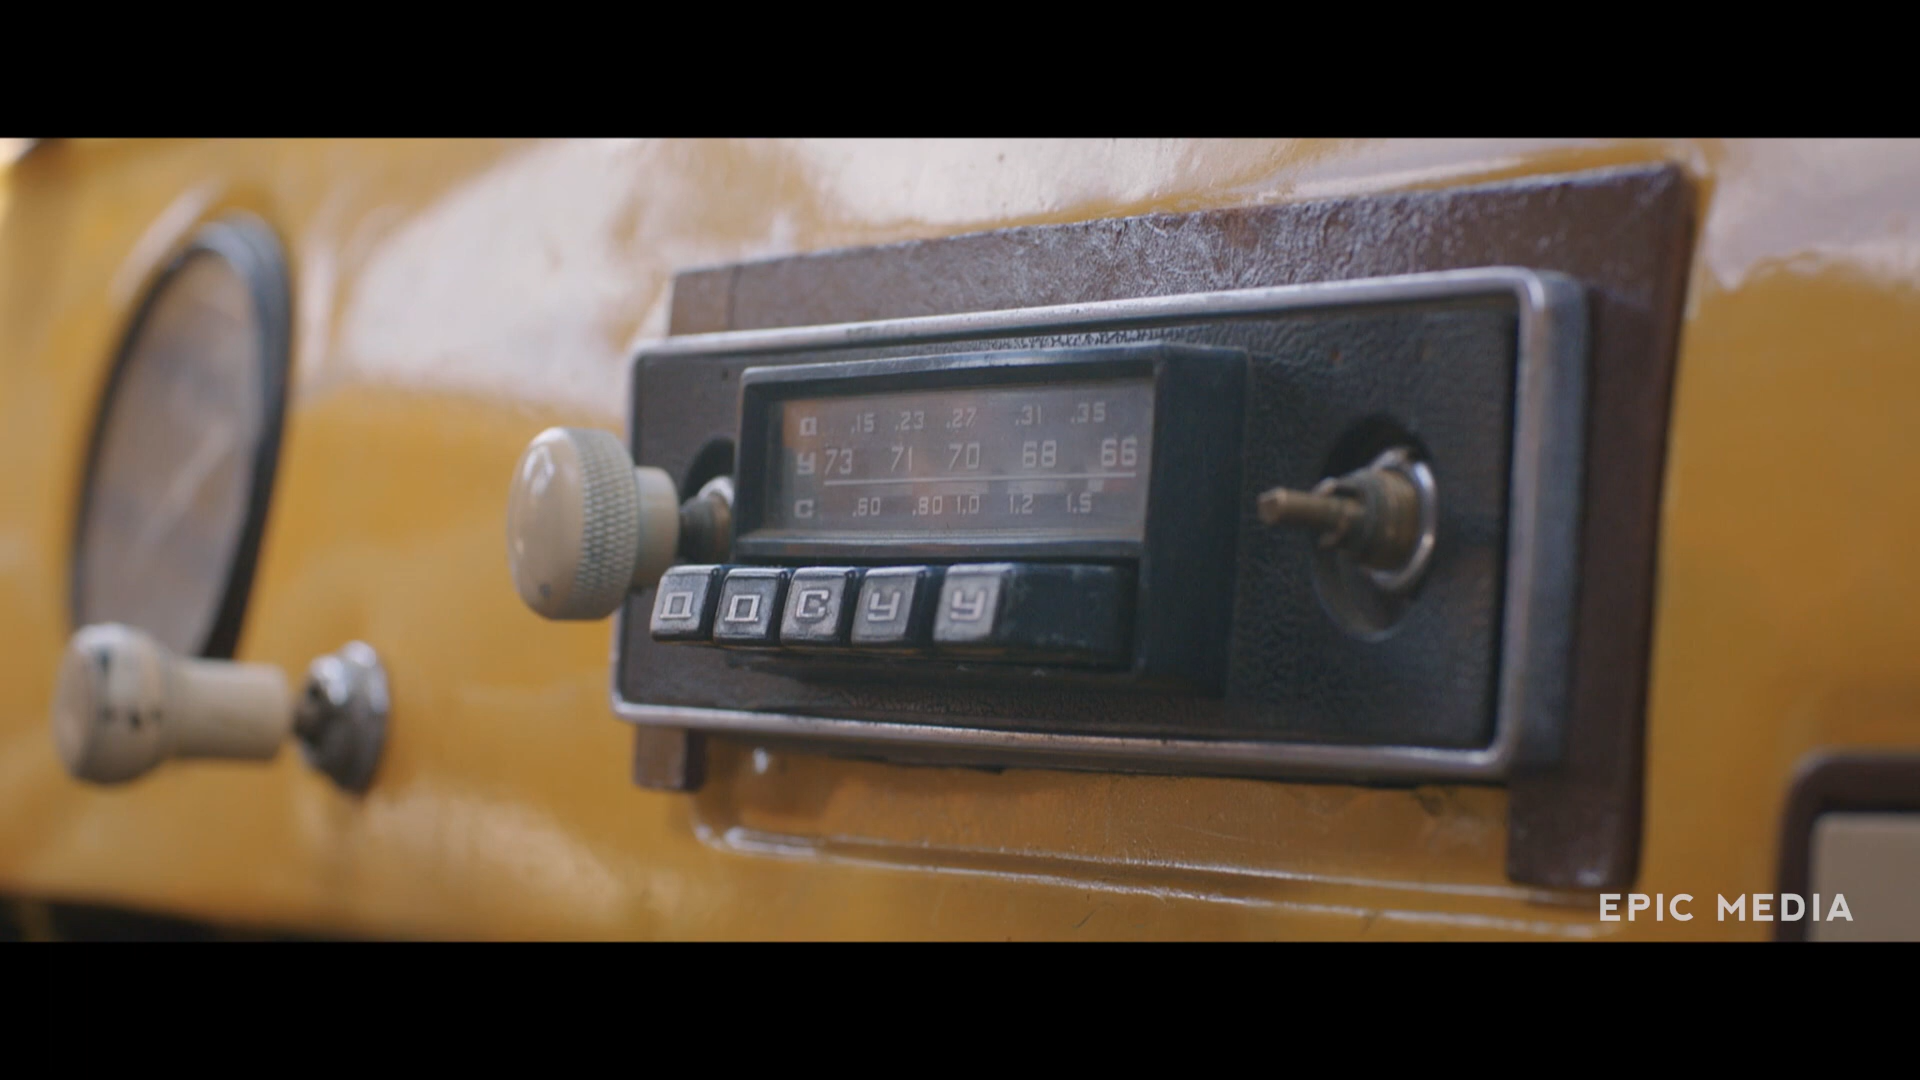 Д .15 .23 .27 .31 .35
У 73 71 70 68 66
С .60 .80 1.0 1.2 1.5
Д Д С У У
EPIC MEDIA